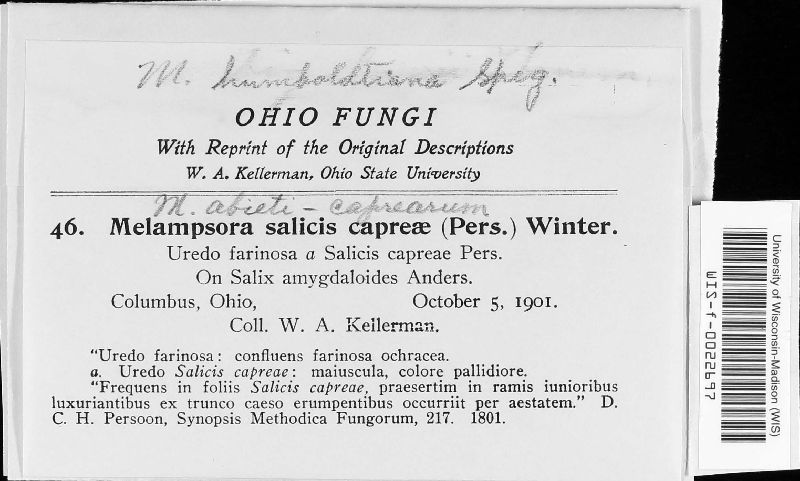 M. humboldtiana Speg.
OHIO FUNGI
With Reprint of the Original Descriptions
W. A. Kellerman, Ohio State University
M. abieti - caprearum
46. Melampsora salicis capreæ (Pers.) Winter.
Uredo farinosa a Salicis capreae Pers.
On Salix amygdaloides Anders.
Columbus, Ohio, October 5, 1901.
Coll. W. A. Kellerman.
"Uredo farinosa: confluens farinosa ochracea.
a. Uredo Salicis capreae: maiuscula, colore pallidiore.
"Frequens in foliis Salicis capreae, praesertim in ramis iunioribus
luxuriantibus ex trunco caeso erumpentibus occurriit per aestatem." D.
C. H. Persoon, Synopsis Methodica Fungorum, 217. 1801.
University of Wisconsin-Madison (WIS)